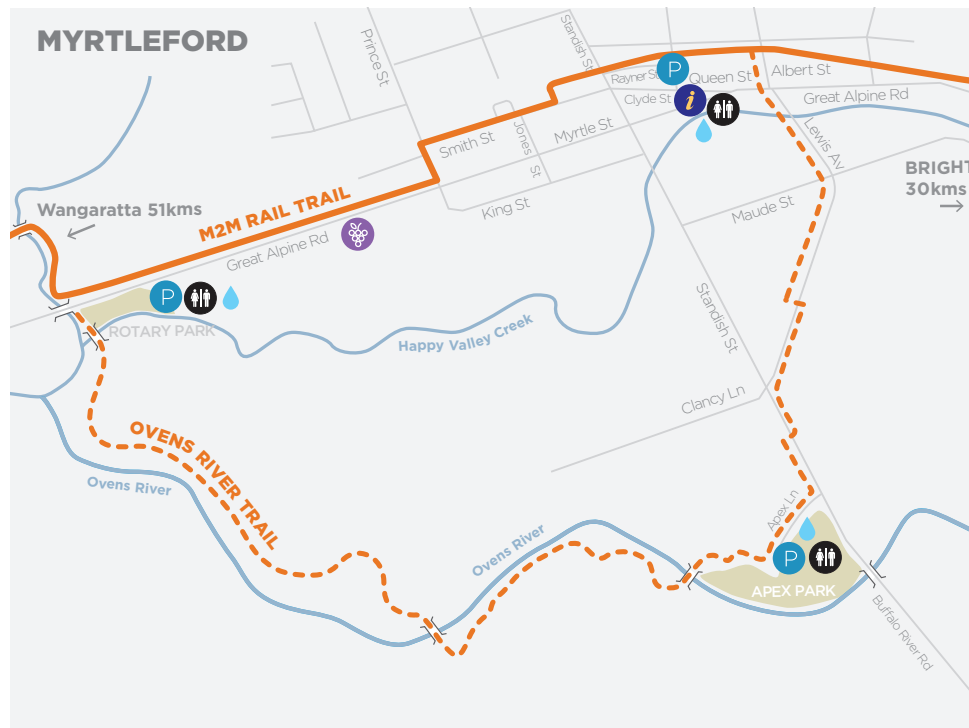 MYRTLEFORD
Prince St
Standish St
Rayner St
P
Queen St
Albert St
Clyde St
i
Great Alpine Rd
Smith St
Jones St
Myrtle St
Lewis Av
BRIGHT
30kms
King St
Maude St
Wangaratta 51kms
M2M RAIL TRAIL
Great Alpine Rd
P
ROTARY PARK
Happy Valley Creek
Standish St
Clancy Ln
OVENS RIVER TRAIL
Ovens River
Ovens River
Apex Ln
P
APEX PARK
Buffalo River Rd